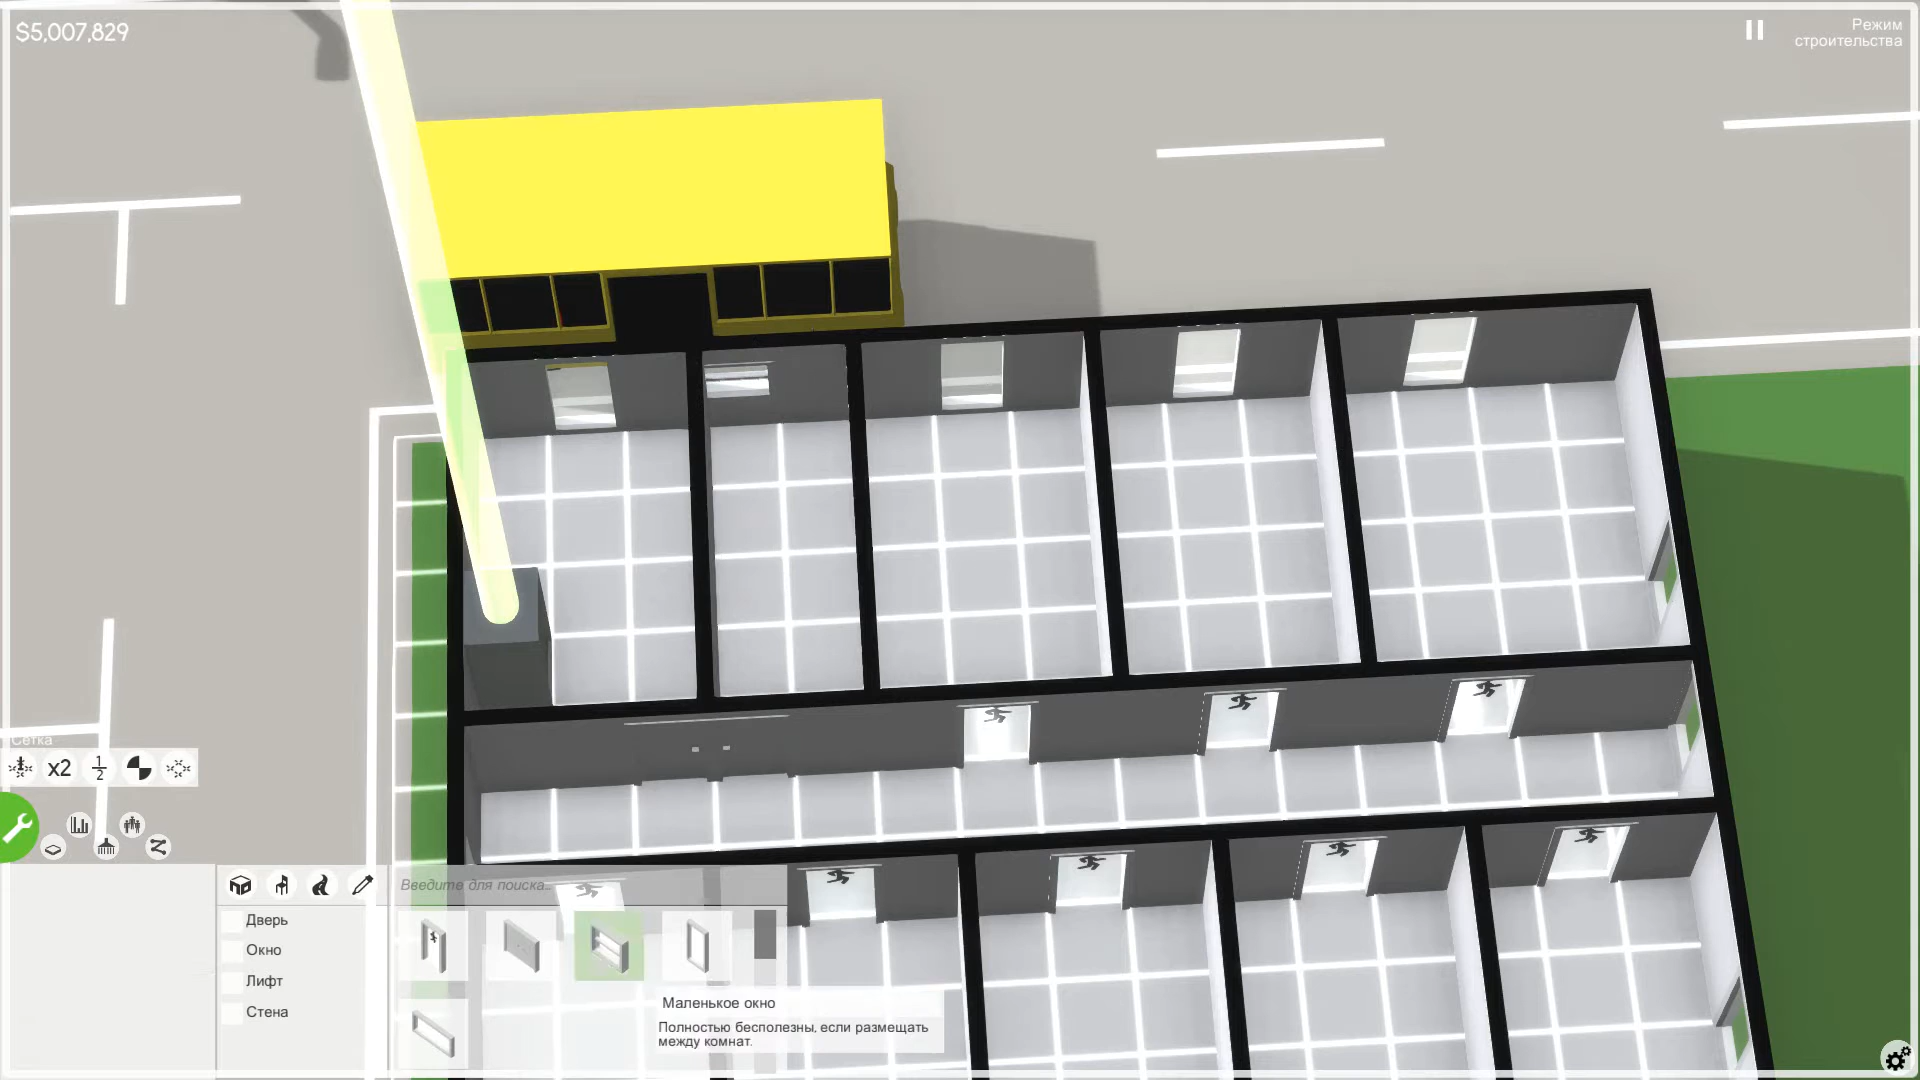 $5,007,829
Режим
строительства
Сетка
x2
1
2
Введите для поиска...
Дверь
Окно
Лифт
Стена
Маленькое окно
Полностью бесполезны, если размещать
между комнат.